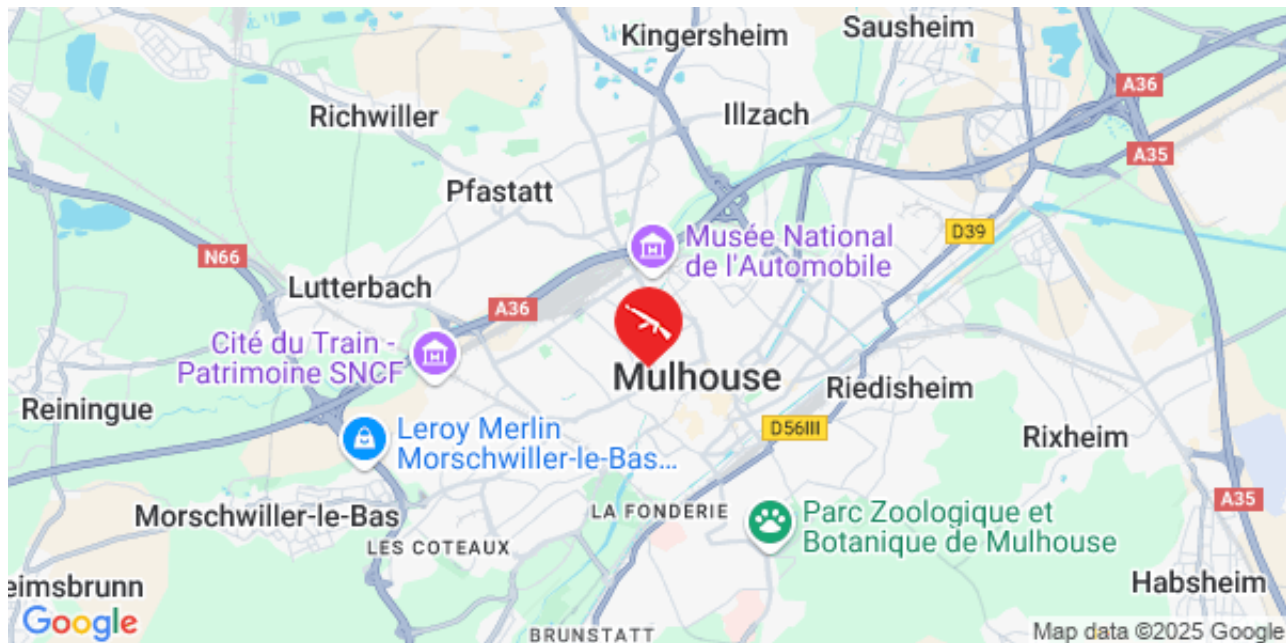 Kingersheim
Sausheim
A36
Richwiller
Illzach
A35
Pfastatt
Musée National
de l'Automobile
D39
N66
Lutterbach
A36
Cité du Train -
Patrimoine SNCF
Mulhouse
Riedisheim
Reiningue
Leroy Merlin
Morschwiller-le-Bas...
D56III
Rixheim
A35
Morschwiller-le-Bas
LA FONDERIE
Parc Zoologique et
Botanique de Mulhouse
LES COTEAUX
eimsbrunn
Habsheim
Google
BRUNSTATT
Map data ©2025 Google